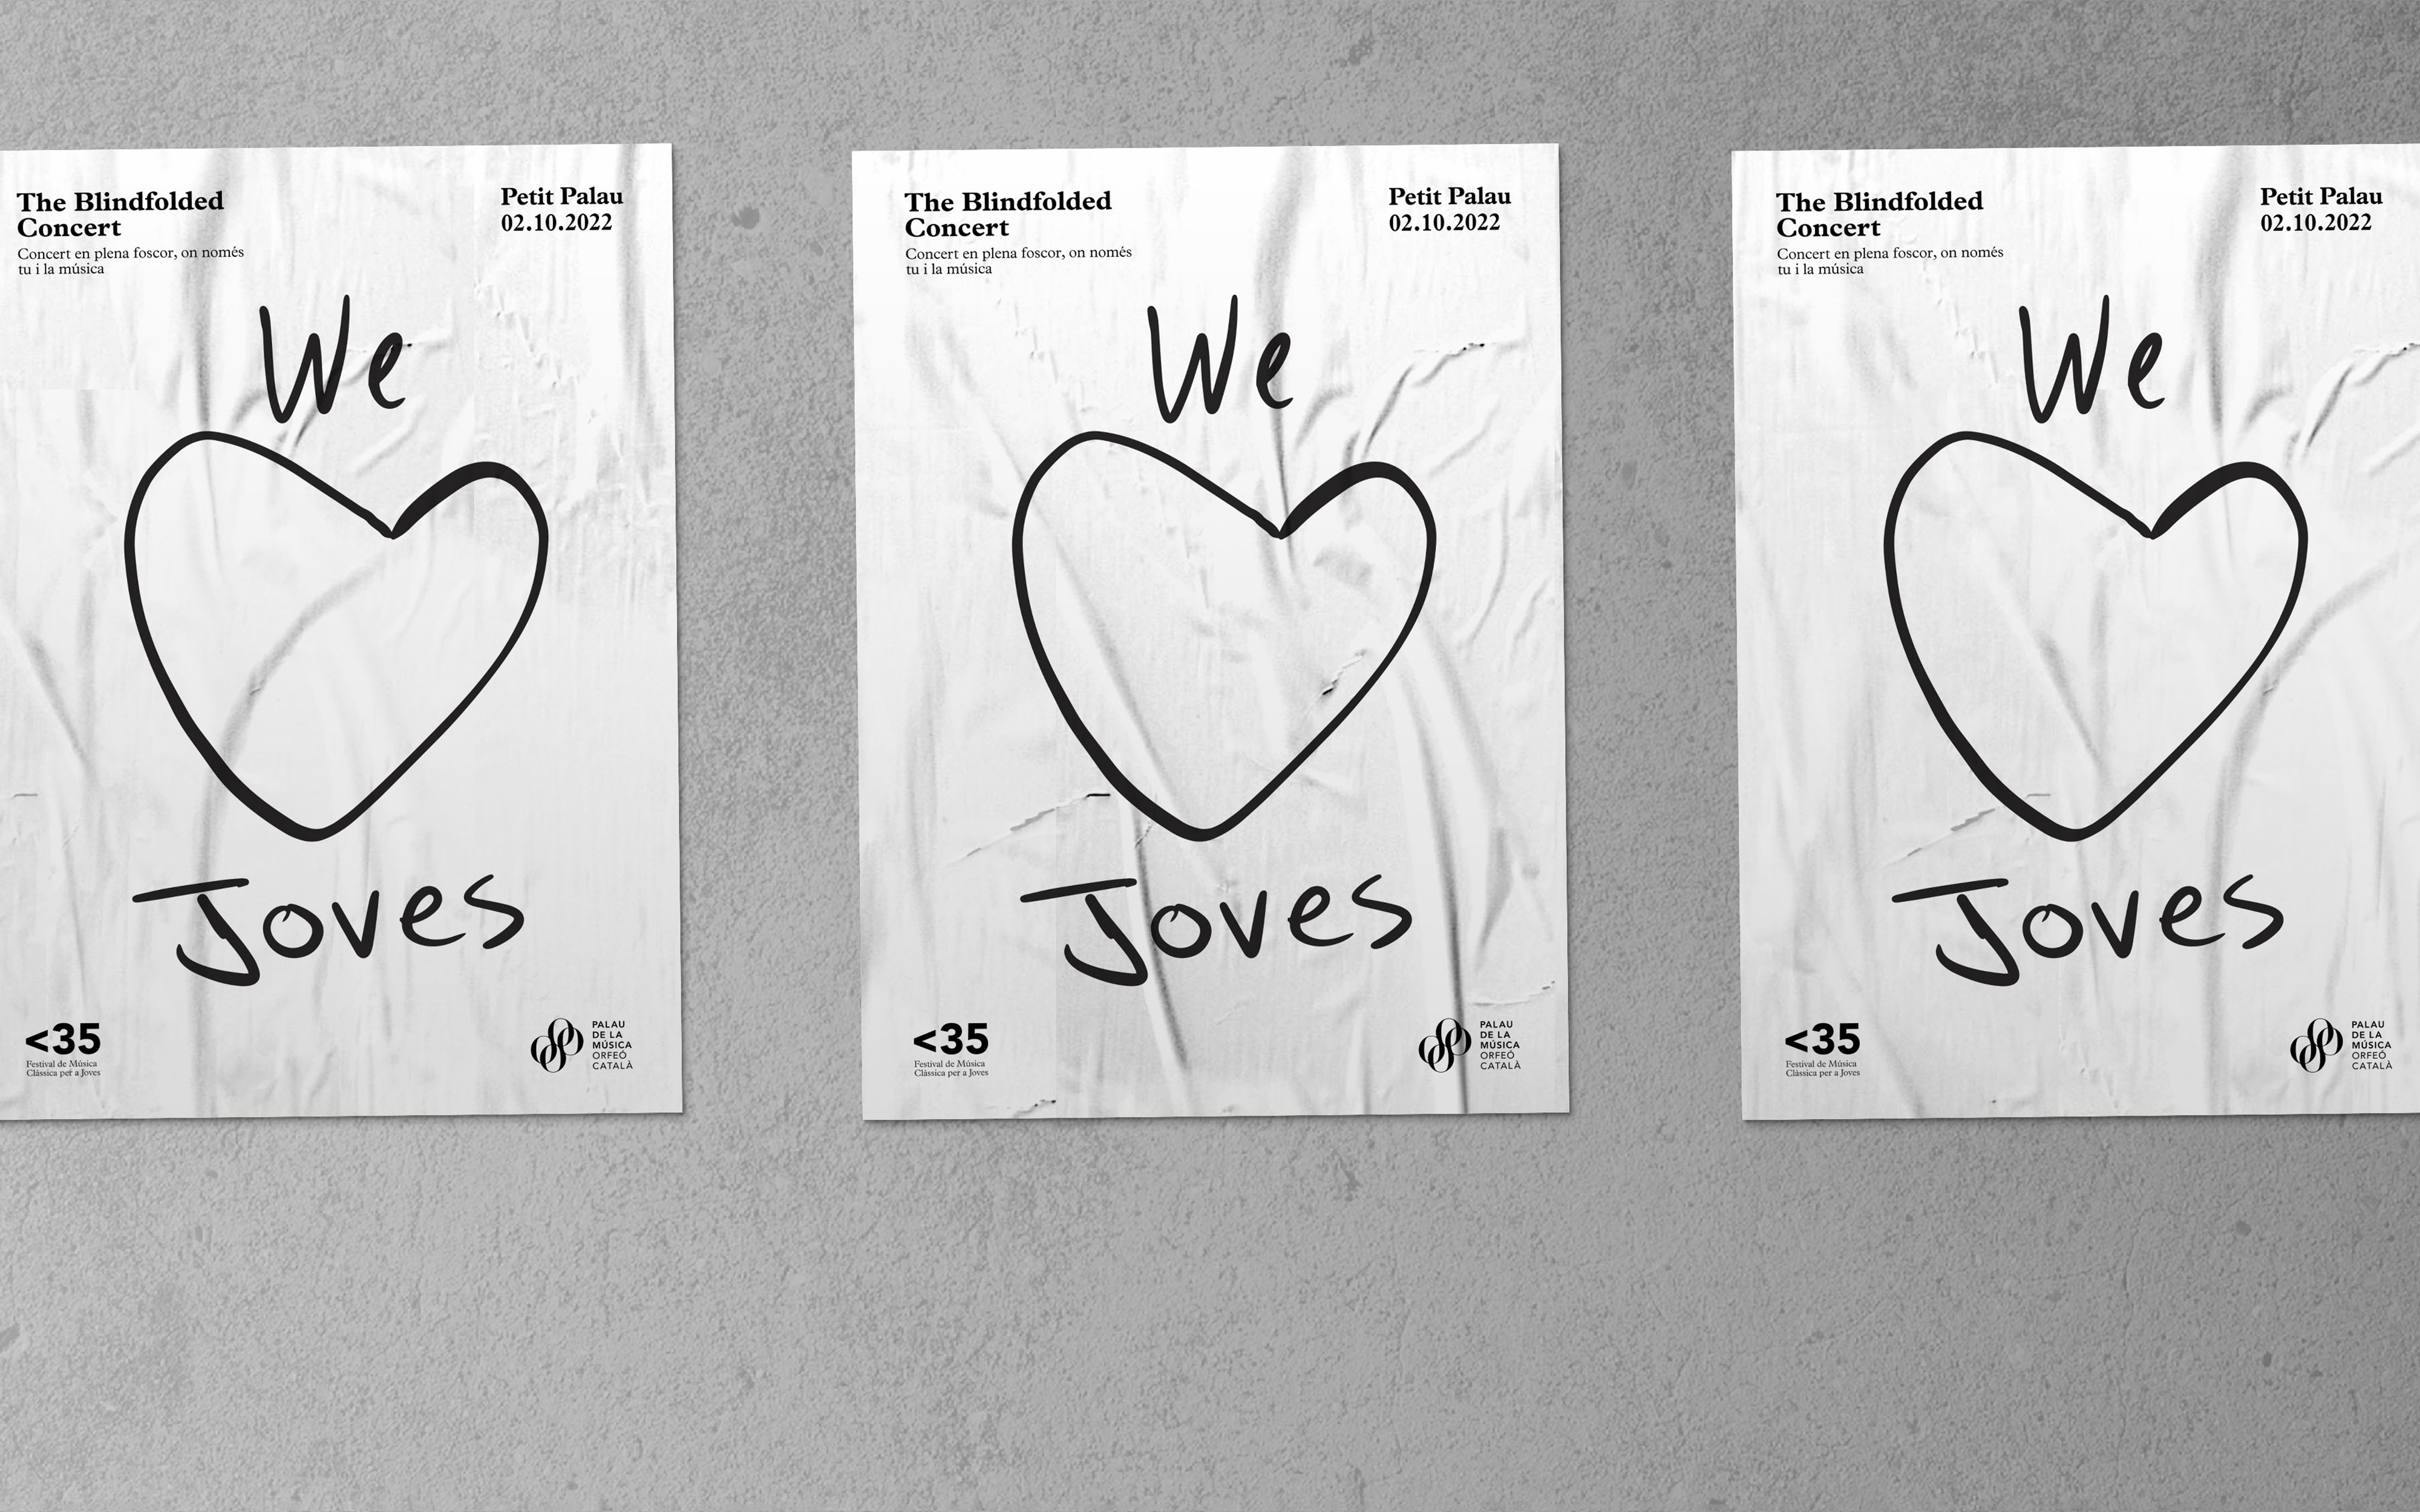 The Blindfolded
Concert
Concert en plena foscor, on només
tu i la música
Petit Palau
02.10.2022
We
Joves
<35
Festival de Música
Clàssica per a Joves
PALAU
DE LA
MÚSICA
ORFEÓ
CATALÀ
The Blindfolded
Concert
Concert en plena foscor, on només
tu i la música
Petit Palau
02.10.2022
We
Joves
<35
Festival de Música
Clàssica per a Joves
PALAU
DE LA
MÚSICA
ORFEÓ
CATALÀ
The Blindfolded
Concert
Concert en plena foscor, on només
tu i la música
Petit Palau
02.10.2022
We
Joves
<35
Festival de Música
Clàssica per a Joves
PALAU
DE LA
MÚSICA
ORFEÓ
CATALÀ